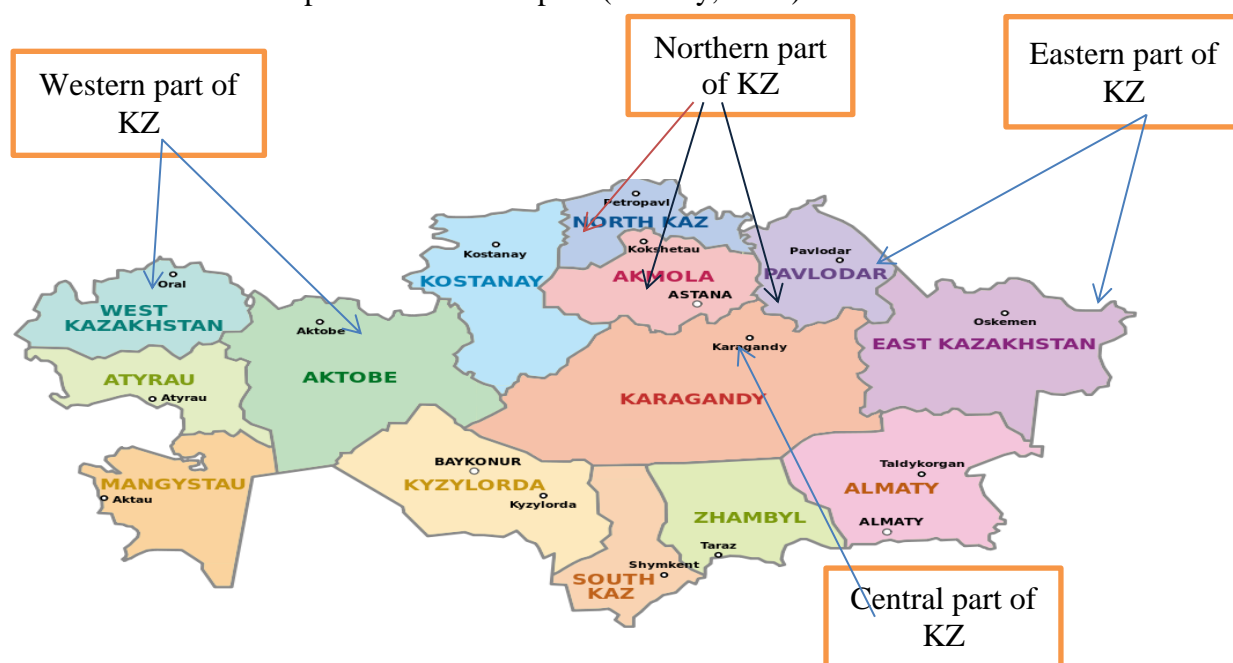 Northern part
of KZ
Eastern part of
KZ
Western part of
KZ
Petropavl
NORTH KAZ
Kostanay
Kokshetau
Pavlodar
KOSTANAY
AKMOLA
PAVLODAR
ASTANA
Oral
WEST
KAZAKHSTAN
Aktobe
Oskemen
Karagandy
EAST KAZAKHSTAN
ATYRAU
Atyrau
AKTOBE
KARAGANDY
BAYKONUR
Taldykorgan
MANGYSTAU
Aktau
KYZYLORDA
Kyzylorda
ALMATY
ZHAMBYL
ALMATY
Taraz
Shymkent
SOUTH
KAZ
Central part of
KZ